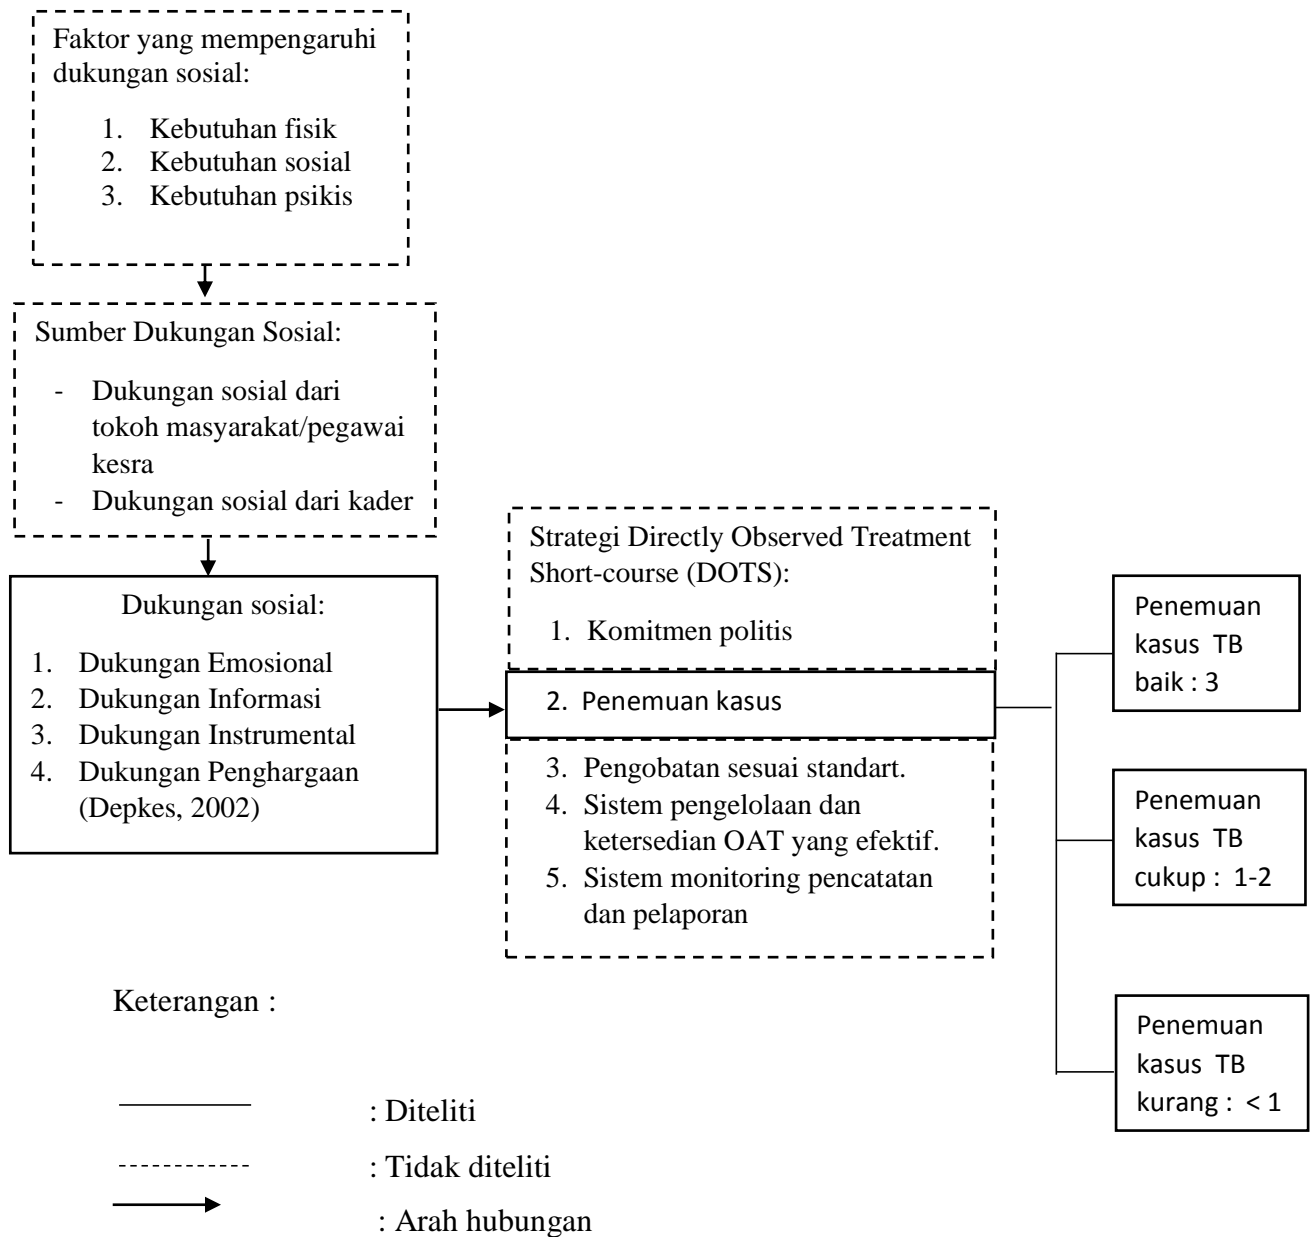 Faktor yang mempengaruhi
dukungan sosial:
1. Kebutuhan fisik
2. Kebutuhan sosial
3. Kebutuhan psikis
Sumber Dukungan Sosial:
- Dukungan sosial dari
tokoh masyarakat/pegawai
kesra
- Dukungan sosial dari kader
Dukungan sosial:
1. Dukungan Emosional
2. Dukungan Informasi
3. Dukungan Instrumental
4. Dukungan Penghargaan
(Depkes, 2002)
Strategi Directly Observed Treatment
Short-course (DOTS):
1. Komitmen politis
2. Penemuan kasus
3. Pengobatan sesuai standart.
4. Sistem pengelolaan dan
ketersedian OAT yang efektif.
5. Sistem monitoring pencatatan
dan pelaporan
Penemuan
kasus TB
baik : 3
Penemuan
kasus TB
cukup : 1-2
Penemuan
kasus TB
kurang : < 1
Keterangan :
: Diteliti
: Tidak diteliti
: Arah hubungan